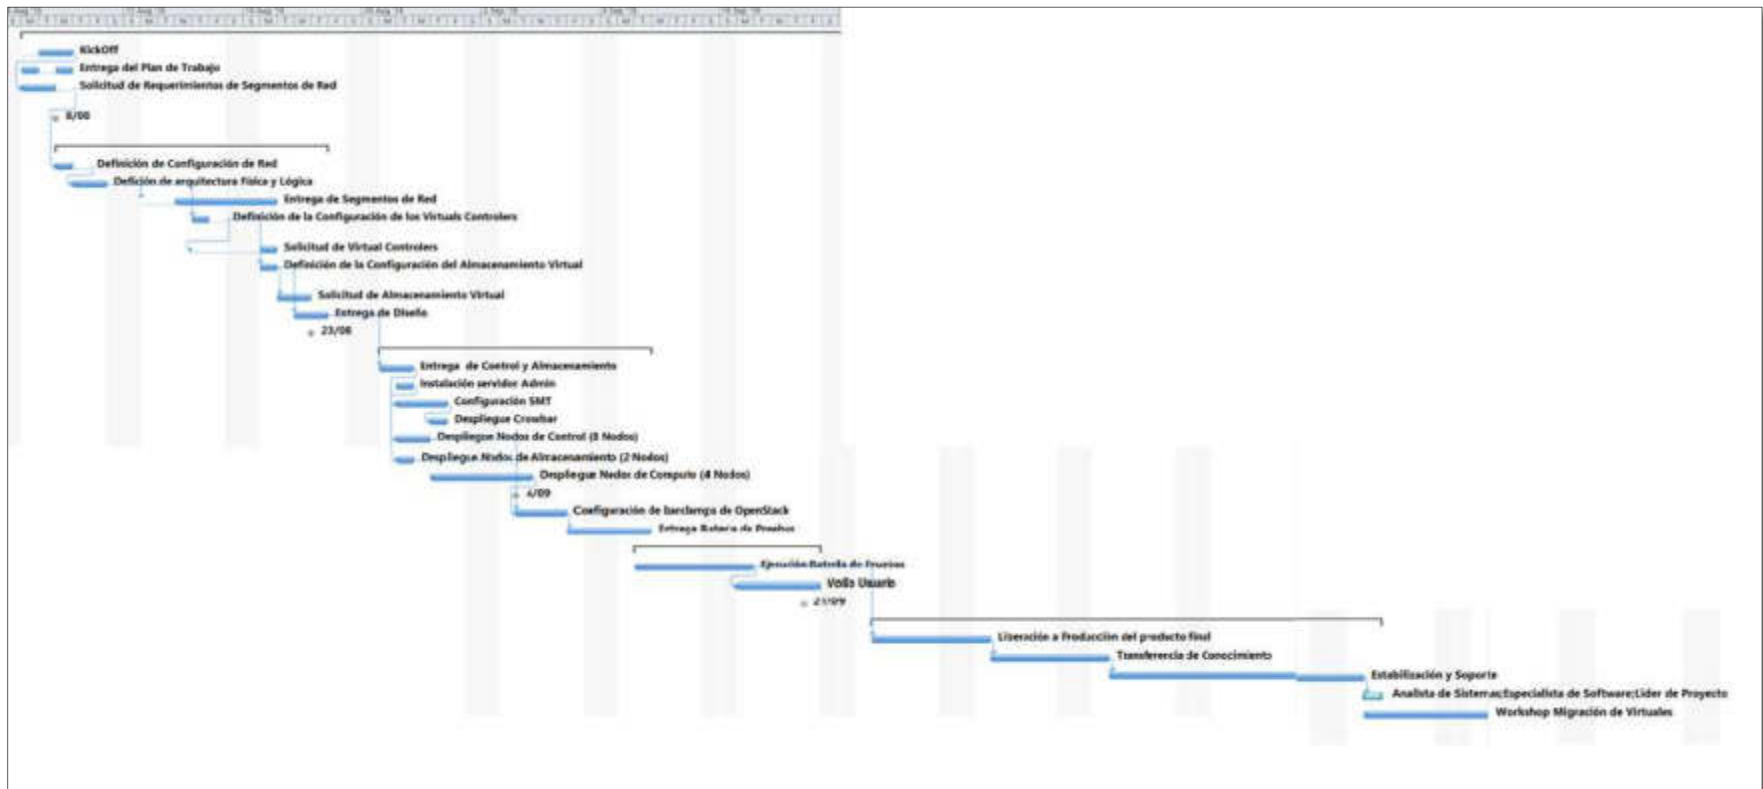 KickOff
Entrega del Plan de Trabajo
Solicitud de Requerimientos de Segmentos de Red
8/08
Definición de Configuración de Red
Defición de arquitectura Física y Lógica
Entrega de Segmentos de Red
Definición de la Configuración de los Virtuals Controlers
Solicitud de Virtual Controlers
Definición de la Configuración del Almacenamiento Virtual
Solicitud de Almacenamiento Virtual
Entrega de Diseño
23/08
Entrega de Control y Almacenamiento
Instalación servidor Admin
Configuración SMT
Despliegue Crowbar
Despliegue Nodos de Control (3 Nodos)
Despliegue Nodos de Almacenamiento (2 Nodos)
Despliegue Nodos de Computo (4 Nodos)
4/09
Configuración de barclamps de OpenStack
Entrega Bateria de Pruebas
Ejecución Batería de Pruebas
VoBo Usuario
21/09
Liberación a Producción del producto final
Transferencia de Conocimiento
Estabilización y Soporte
Analista de Sistemas;Especialista de Software;Lider de Proyecto
Workshop Migración de Virtuales